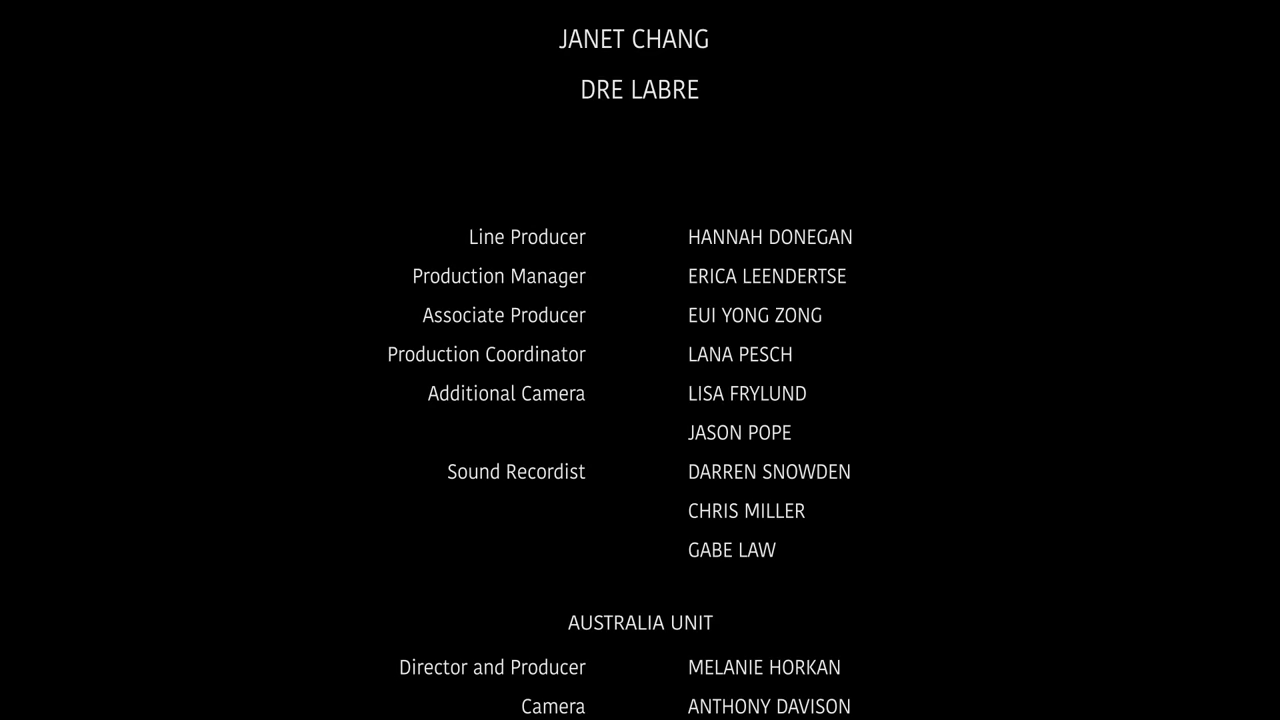 JANET CHANG
DRE LABRE
Line Producer HANNAH DONEGAN
Production Manager ERICA LEENDERTSE
Associate Producer EUI YONG ZONG
Production Coordinator LANA PESCH
Additional Camera LISA FRYLUND
JASON POPE
Sound Recordist DARREN SNOWDEN
CHRIS MILLER
GABE LAW
AUSTRALIA UNIT
Director and Producer MELANIE HORKAN
Camera ANTHONY DAVISON